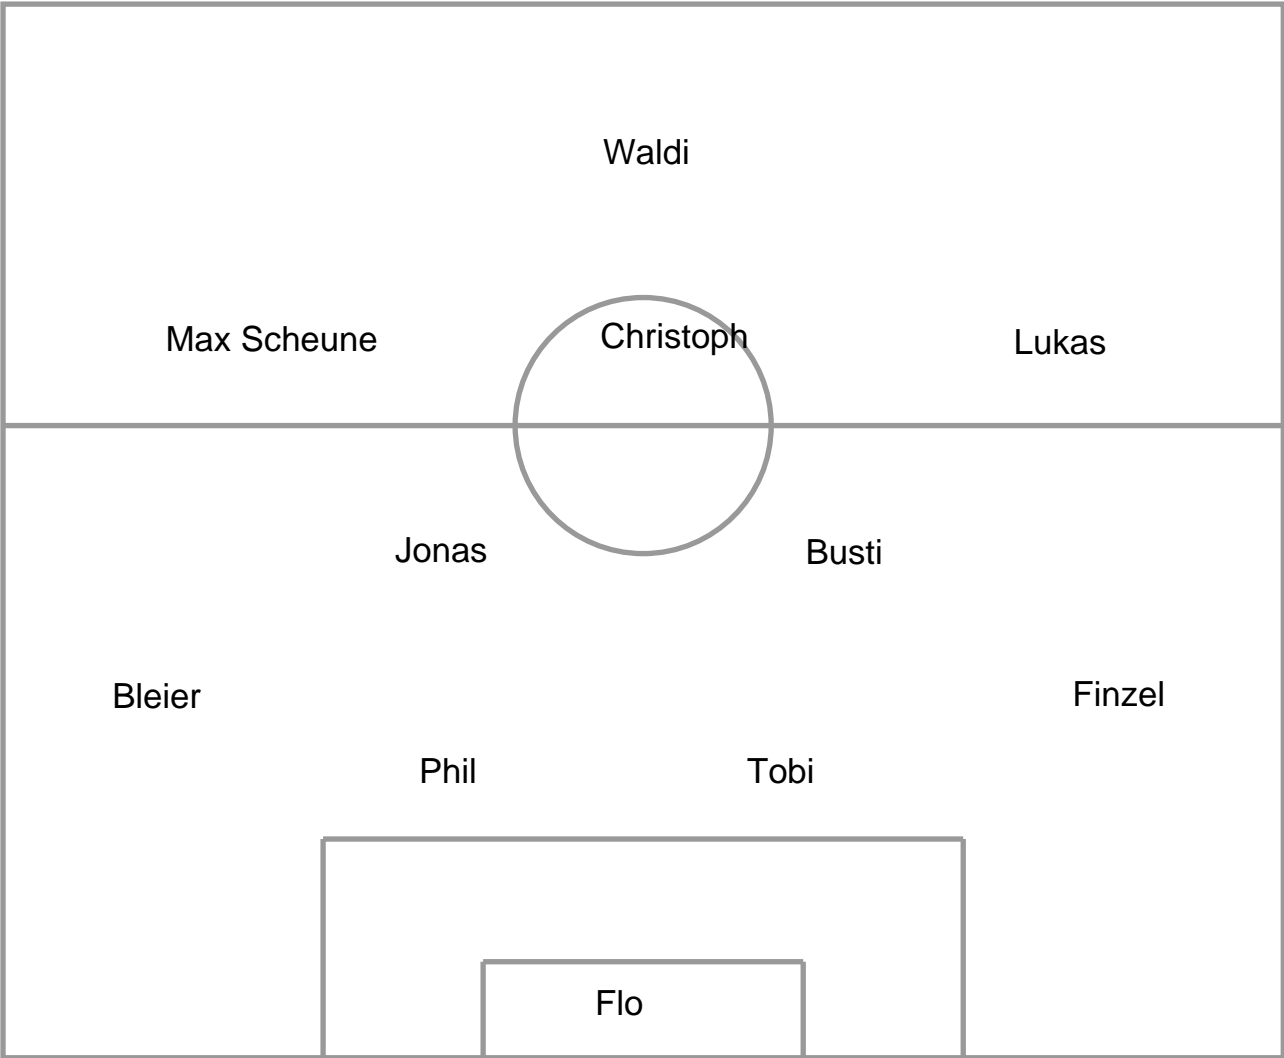 Waldi
Max Scheune
Christoph
Lukas
Jonas
Busti
Bleier
Finzel
Phil
Tobi
Flo